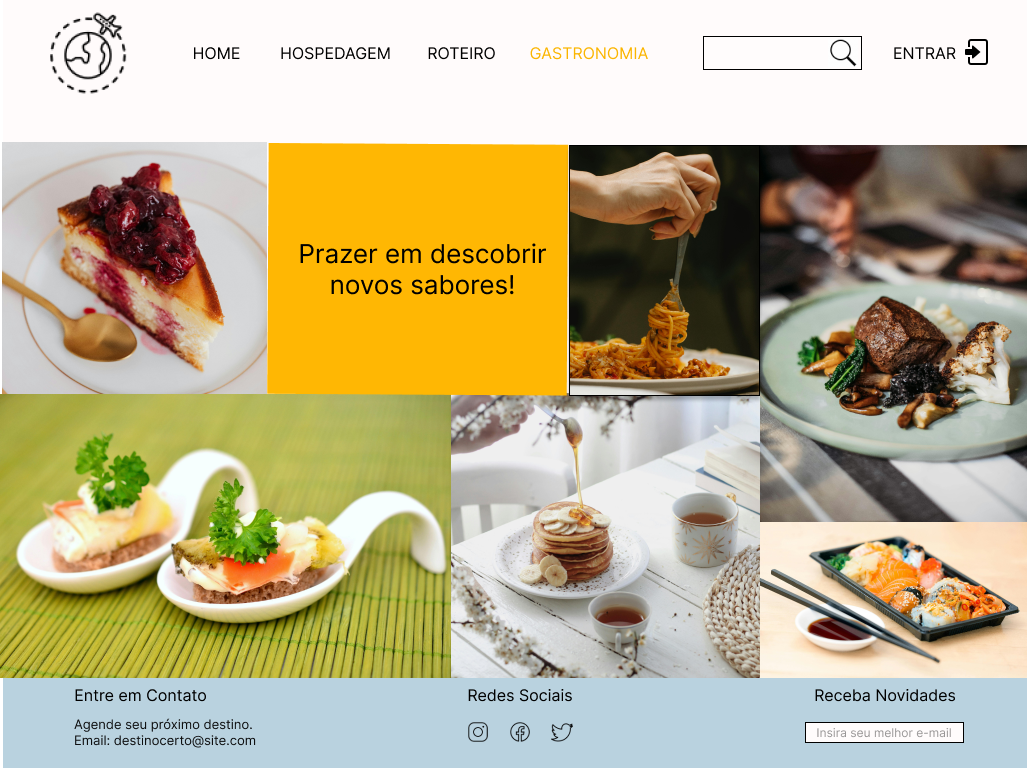 HOME
HOSPEDAGEM
ROTEIRO
GASTRONOMIA
ENTRAR
Prazer em descobrir
novos sabores!
Entre em Contato
Agende seu próximo destino.
Email: destinocerto@site.com
Redes Sociais
Receba Novidades
Insira seu melhor e-mail